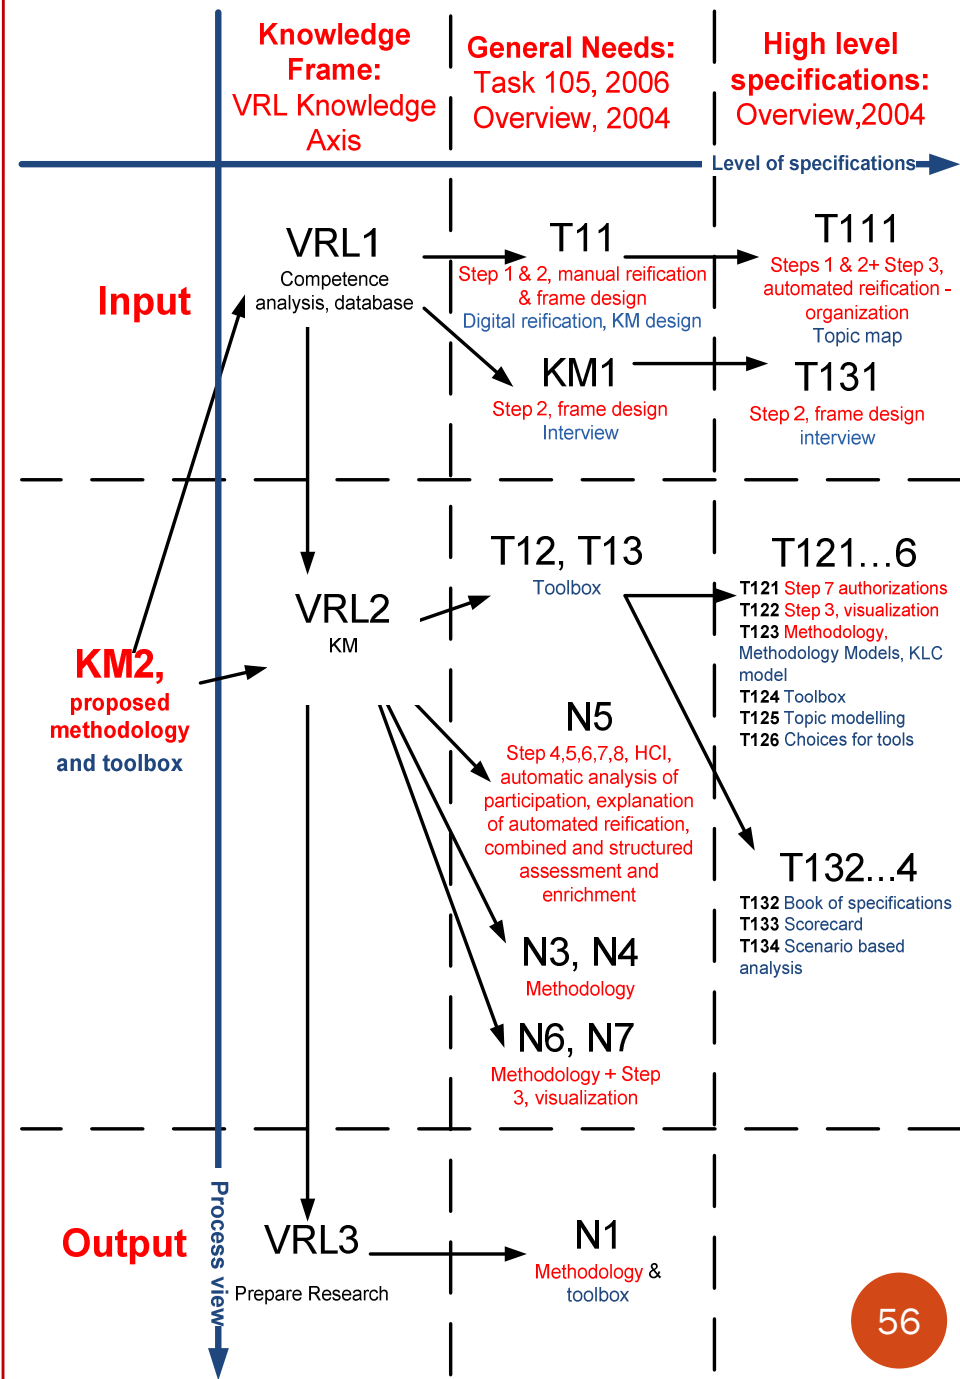 Knowledge
Frame:
VRL Knowledge
Axis
General Needs:
Task 105, 2006
Overview, 2004
High level
specifications:
Overview,2004
Level of specifications
Input
VRL1
Competence
analysis, database
T11
Step 1 & 2, manual reification
& frame design
Digital reification, KM design
KM1
Step 2, frame design
Interview
T111
Steps 1 & 2+ Step 3,
automated reification -
organization
Topic map
T131
Step 2, frame design
interview
KM2,
proposed
methodology
and toolbox
VRL2
KM
T12, T13
Toolbox
N5
Step 4,5,6,7,8, HCI,
automatic analysis of
participation, explanation
of automated reification,
combined and structured
assessment and
enrichment
N3, N4
Methodology
N6, N7
Methodology + Step
3, visualization
T121...6
T121 Step 7 authorizations
T122 Step 3, visualization
T123 Methodology,
Methodology Models, KLC
model
T124 Toolbox
T125 Topic modelling
T126 Choices for tools
T132...4
T132 Book of specifications
T133 Scorecard
T134 Scenario based
analysis
Output
Process view
VRL3
Prepare Research
N1
Methodology &
toolbox
56